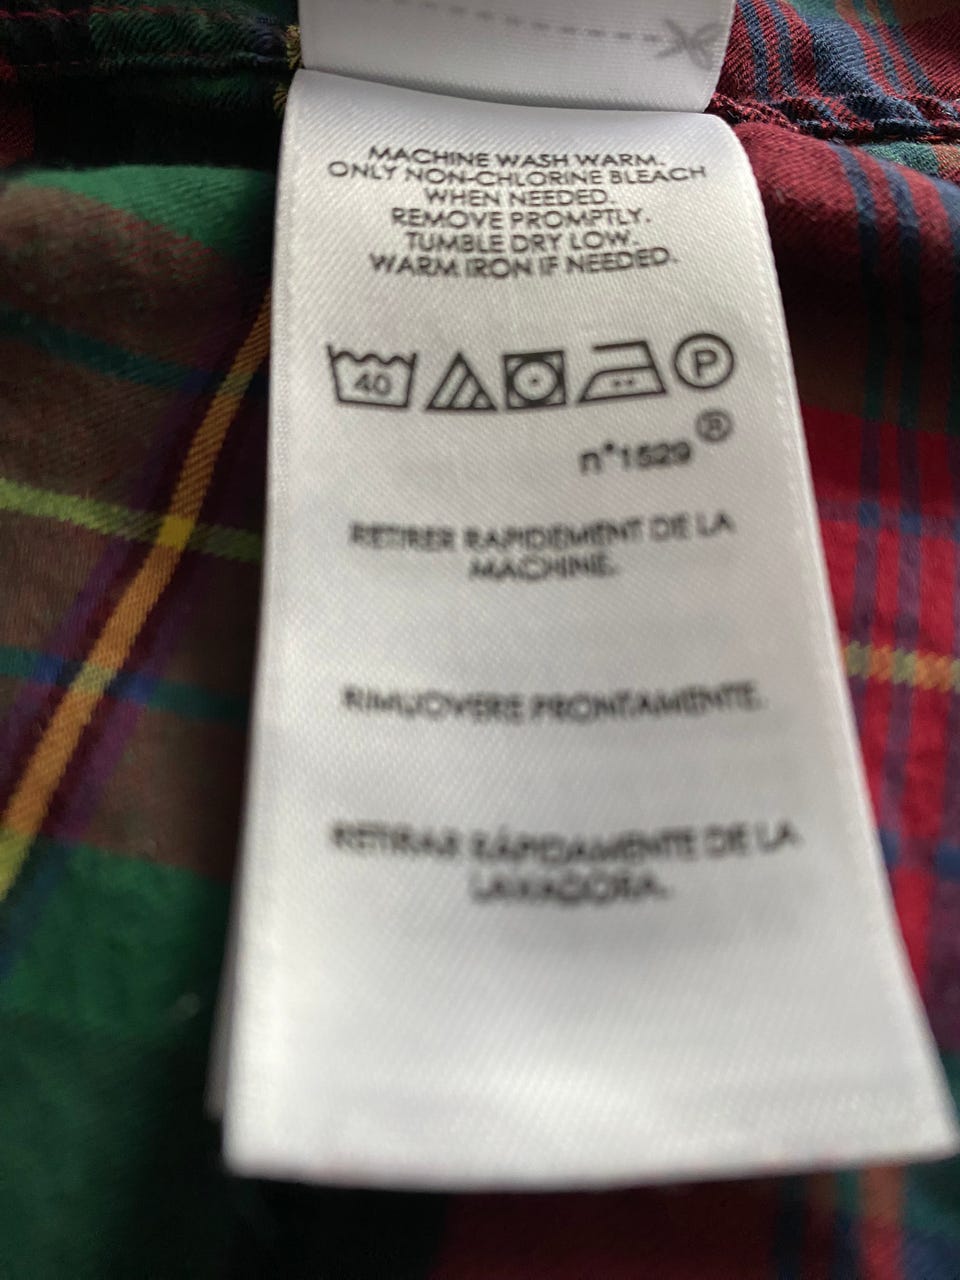 MACHINE WASH WARM.
ONLY NON-CHLORINE BLEACH
WHEN NEEDED.
REMOVE PROMPTLY.
TUMBLE DRY LOW.
WARM IRON IF NEEDED.
40 P
n°1529 ®
RETIRER RAPIDEMENT DE LA
MACHINE.
RIMUOVERE PRONTAMENTE.
RETIRAR RÁPIDAMENTE DE LA
LAVADORA.